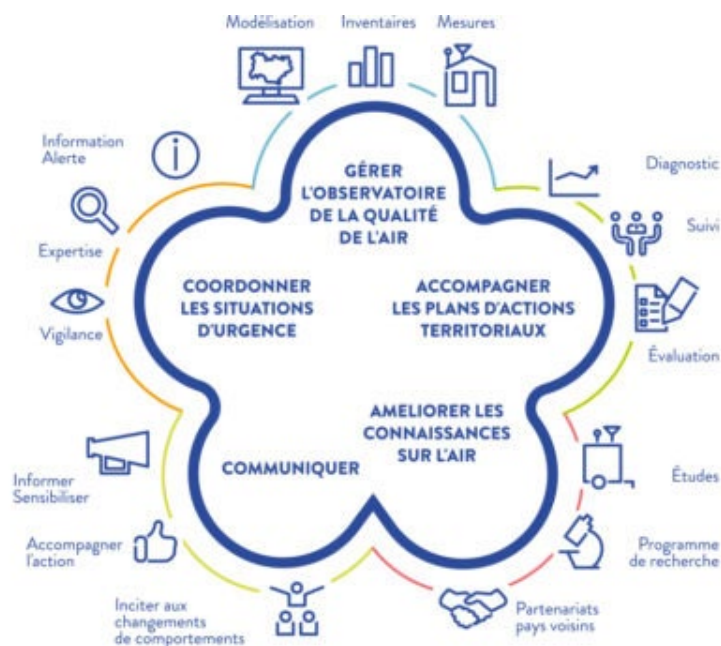 Modélisation
Inventaires
Mesures
Information
Alerte
Expertise
Vigilance
Diagnostic
Suivi
Évaluation
GÉRER
L'OBSERVATOIRE
DE LA QUALITÉ
DE L'AIR
COORDONNER
LES SITUATIONS
D'URGENCE
ACCOMPAGNER
LES PLANS D'ACTIONS
TERRITORIAUX
AMELIORER LES
CONNAISSANCES
SUR L'AIR
COMMUNIQUER
Informer
Sensibiliser
Accompagner
l'action
Inciter aux
changements
de comportements
Études
Programme
de recherche
Partenariats
pays voisins